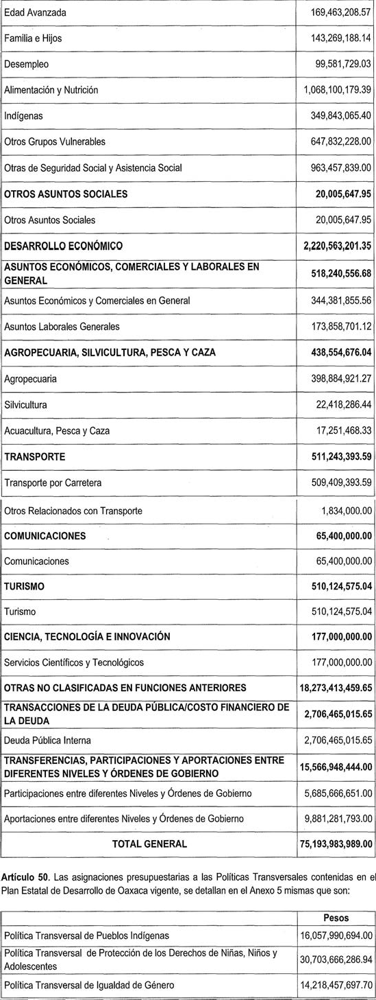 Edad Avanzada 169,463,208.57
Familia e Hijos 143,269,188.14
Desempleo 99,581,729.03
Alimentación y Nutrición 1,068,100,179.39
Indígenas 349,843,065.40
Otros Grupos Vulnerables 647,832,228.00
Otras de Seguridad Social y Asistencia Social 963,457,839.00
OTROS ASUNTOS SOCIALES 20,005,647.95
Otros Asuntos Sociales 20,005,647.95
DESARROLLO ECONÓMICO 2,220,563,201.35
ASUNTOS ECONÓMICOS, COMERCIALES Y LABORALES EN
GENERAL 518,240,556.68
Asuntos Económicos y Comerciales en General 344,381,855.56
Asuntos Laborales Generales 173,858,701.12
AGROPECUARIA, SILVICULTURA, PESCA Y CAZA 438,554,676.04
Agropecuaria 398,884,921.27
Silvicultura 22,418,286.44
Acuacultura, Pesca y Caza 17,251,468.33
TRANSPORTE 511,243,393.59
Transporte por Carretera 509,409,393.59
Otros Relacionados con Transporte 1,834,000.00
COMUNICACIONES 65,400,000.00
Comunicaciones 65,400,000.00
TURISMO 510,124,575.04
Turismo 510,124,575.04
CIENCIA, TECNOLOGÍA E INNOVACIÓN 177,000,000.00
Servicios Científicos y Tecnológicos 177,000,000.00
OTRAS NO CLASIFICADAS EN FUNCIONES ANTERIORES 18,273,413,459.65
TRANSACCIONES DE LA DEUDA PÚBLICA/COSTO FINANCIERO DE
LA DEUDA 2,706,465,015.65
Deuda Pública Interna 2,706,465,015.65
TRANSFERENCIAS, PARTICIPACIONES Y APORTACIONES ENTRE
DIFERENTES NIVELES Y ÓRDENES DE GOBIERNO 15,566,948,444.00
Participaciones entre diferentes Niveles y Órdenes de Gobierno 5,685,666,651.00
Aportaciones entre diferentes Niveles y Órdenes de Gobierno 9,881,281,793.00
TOTAL GENERAL 75,193,983,989.00
Artículo 50. Las asignaciones presupuestarias a las Políticas Transversales contenidas en el
Plan Estatal de Desarrollo de Oaxaca vigente, se detallan en el Anexo 5 mismas que son:
Pesos
Política Transversal de Pueblos Indígenas 16,057,990,694.00
Política Transversal de Protección de los Derechos de Niñas, Niños y
Adolescentes 30,703,666,286.94
Política Transversal de Igualdad de Género 14,218,457,697.70